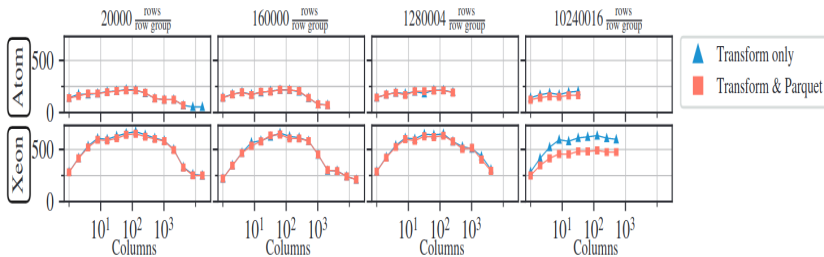 20000 rows/row group 160000 rows/row group 1280004 rows/row group 10240016 rows/row group
Atom 500 0
Transform only
Transform & Parquet
Xeon 500 0
10^1 10^2 10^3 10^1 10^2 10^3 10^1 10^2 10^3 10^1 10^2 10^3
Columns Columns Columns Columns